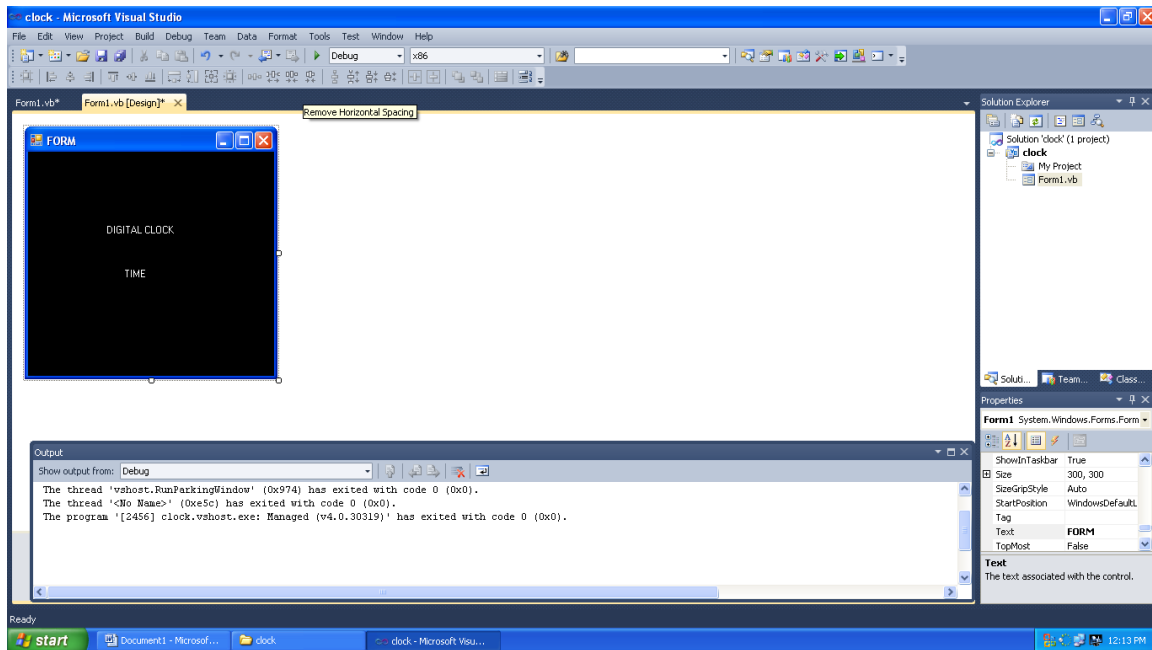 clock - Microsoft Visual Studio
File Edit View Project Build Debug Team Data Format Tools Test Window Help
Debug x86
Form1.vb* Form1.vb [Design]*
Remove Horizontal Spacing
FORM
DIGITAL CLOCK
TIME
Solution Explorer
Solution 'clock' (1 project)
clock
My Project
Form1.vb
Soluti... Team... Class...
Properties
Form1 System.Windows.Forms.Form
ShowInTaskbar True
Size 300, 300
SizeGripStyle Auto
StartPosition WindowsDefaultL
Tag
Text FORM
TopMost False
Text
The text associated with the control.
Output
Show output from: Debug
The thread 'vshost.RunParkingWindow' (0x974) has exited with code 0 (0x0).
The thread '<No Name>' (0xe5c) has exited with code 0 (0x0).
The program '[2456] clock.vshost.exe: Managed (v4.0.30319)' has exited with code 0 (0x0).
Ready
start Document1 - Microsof... clock clock - Microsoft Visu... 12:13 PM